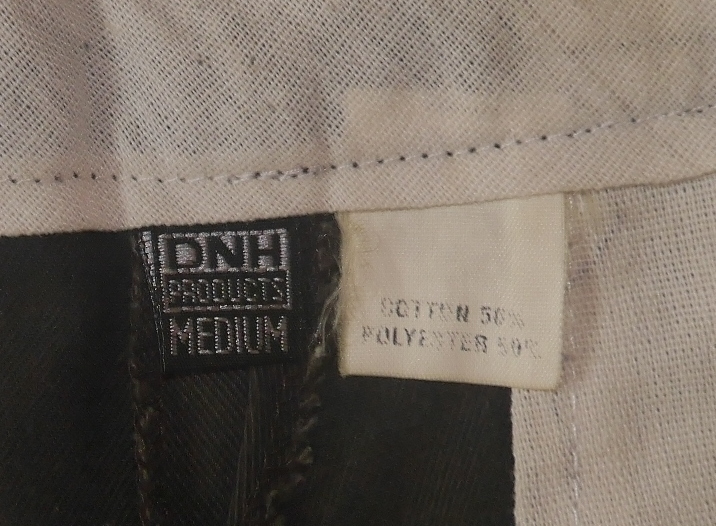 DNH
PRODUCTS
MEDIUM
COTTON 50%
POLYESTER 50%